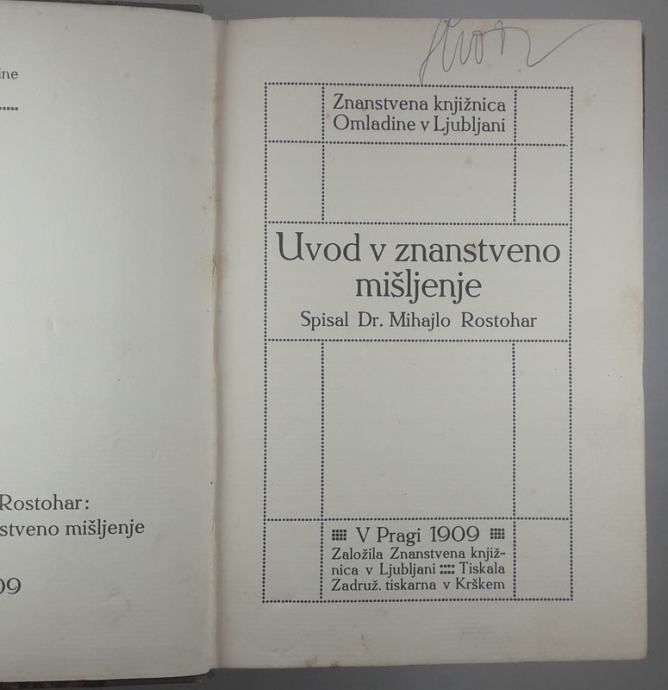 ine
Rostohar:
stveno mišljenje
09
Znanstvena knjižnica
Omladine v Ljubljani
Uvod v znanstveno
mišljenje
Spisal Dr. Mihajlo Rostohar
V Pragi 1909
Založila Znanstvena knjiž-
nica v Ljubljani :::: Tiskala
Zadruž. tiskarna v Krškem